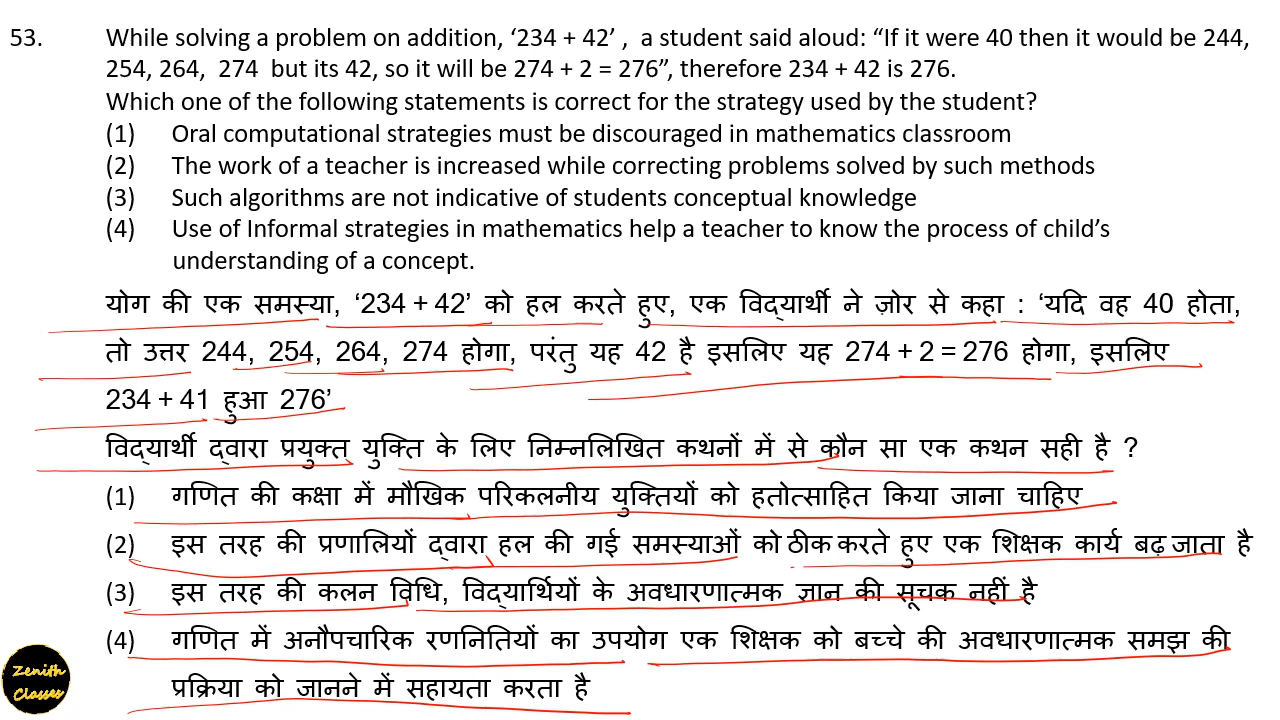 53. While solving a problem on addition, ‘234 + 42’ , a student said aloud: “If it were 40 then it would be 244,
254, 264, 274 but its 42, so it will be 274 + 2 = 276”, therefore 234 + 42 is 276.
Which one of the following statements is correct for the strategy used by the student?
(1) Oral computational strategies must be discouraged in mathematics classroom
(2) The work of a teacher is increased while correcting problems solved by such methods
(3) Such algorithms are not indicative of students conceptual knowledge
(4) Use of Informal strategies in mathematics help a teacher to know the process of child’s
understanding of a concept.
योग की एक समस्या, ‘234 + 42’ को हल करते हुए, एक विद्यार्थी ने ज़ोर से कहा : ‘यदि वह 40 होता,
तो उत्तर 244, 254, 264, 274 होगा, परंतु यह 42 है इसलिए यह 274 + 2 = 276 होगा, इसलिए
234 + 41 हुआ 276’
विद्यार्थी द्वारा प्रयुक्त युक्ति के लिए निम्नलिखित कथनों में से कौन सा एक कथन सही है ?
(1) गणित की कक्षा में मौखिक परिकलनीय युक्तियों को हतोत्साहित किया जाना चाहिए
(2) इस तरह की प्रणालियों द्वारा हल की गई समस्याओं को ठीक करते हुए एक शिक्षक कार्य बढ़ जाता है
(3) इस तरह की कलन विधि, विद्यार्थियों के अवधारणात्मक ज्ञान की सूचक नहीं है
(4) गणित में अनौपचारिक रणनितियों का उपयोग एक शिक्षक को बच्चे की अवधारणात्मक समझ की
प्रक्रिया को जानने में सहायता करता है
Zenith
Classes